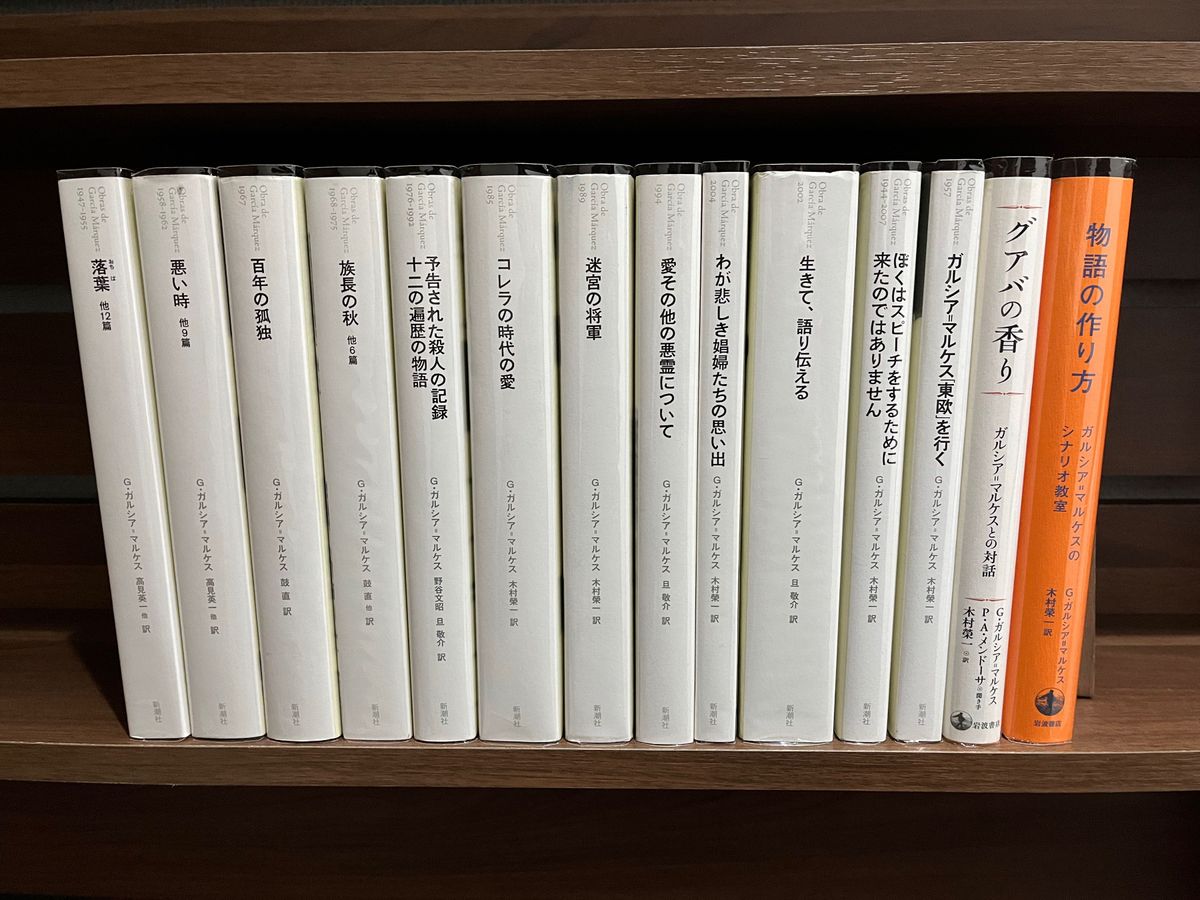 Obras de
García Márquez
1947-1955
落葉
おちば
他12篇
G・ガルシア=マルケス
高見英一 他 訳
新潮社
Obras de
García Márquez
1958-1962
悪い時
他9篇
G・ガルシア=マルケス
高見英一 他 訳
新潮社
Obra de
García Márquez
1967
百年の孤独
G・ガルシア=マルケス
鼓 直 訳
新潮社
Obras de
García Márquez
1968-1975
族長の秋
他6篇
G・ガルシア=マルケス
鼓 直 他 訳
新潮社
Obras de
García Márquez
1976-1992
予告された殺人の記録
十二の遍歴の物語
G・ガルシア=マルケス
野谷文昭 旦 敬介 訳
新潮社
Obra de
García Márquez
1985
コレラの時代の愛
G・ガルシア=マルケス
木村榮一 訳
新潮社
Obra de
García Márquez
1989
迷宮の将軍
G・ガルシア=マルケス
木村榮一 訳
新潮社
Obra de
García Márquez
1994
愛その他の悪霊について
G・ガルシア=マルケス
旦 敬介 訳
新潮社
Obra de
García Márquez
2004
わが悲しき娼婦たちの思い出
G・ガルシア=マルケス
木村榮一 訳
新潮社
Obra de
García Márquez
2002
生きて、語り伝える
G・ガルシア=マルケス
旦 敬介 訳
新潮社
Obras de
García Márquez
1944-2007
ぼくはスピーチをするために
来たのではありません
G・ガルシア=マルケス
木村榮一 訳
新潮社
Obra de
García Márquez
1957
ガルシア=マルケス「東欧」を行く
G・ガルシア=マルケス
木村榮一 訳
新潮社
グアバの香り
ガルシア=マルケスとの対話
G・ガルシア=マルケス
P・A・メンドーサ◎聞き手
木村榮一◎訳
岩波書店
物語の作り方
ガルシア=マルケスの
シナリオ教室
G・ガルシア=マルケス
木村榮一 訳
岩波書店